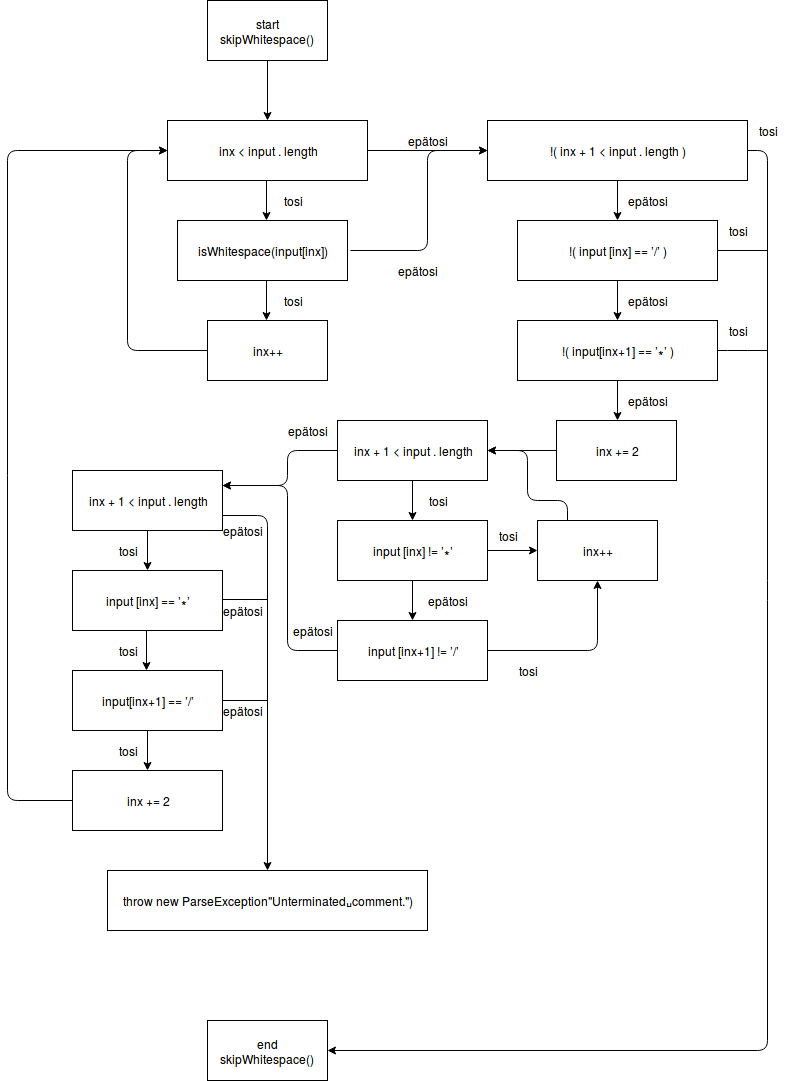 start
skipWhitespace()
inx < input . length
epätosi
!( inx + 1 < input . length )
tosi
tosi
epätosi
isWhitespace(input[inx])
epätosi
!( input [inx] == '/' )
tosi
tosi
epätosi
inx++
!( input[inx+1] == '*' )
tosi
epätosi
inx += 2
epätosi
inx + 1 < input . length
tosi
input [inx] != '*'
tosi
inx++
epätosi
input [inx+1] != '/'
epätosi
tosi
inx + 1 < input . length
epätosi
tosi
input [inx] == '*'
epätosi
tosi
input[inx+1] == '/'
epätosi
tosi
inx += 2
throw new ParseException"Unterminated␣comment.")
end
skipWhitespace()